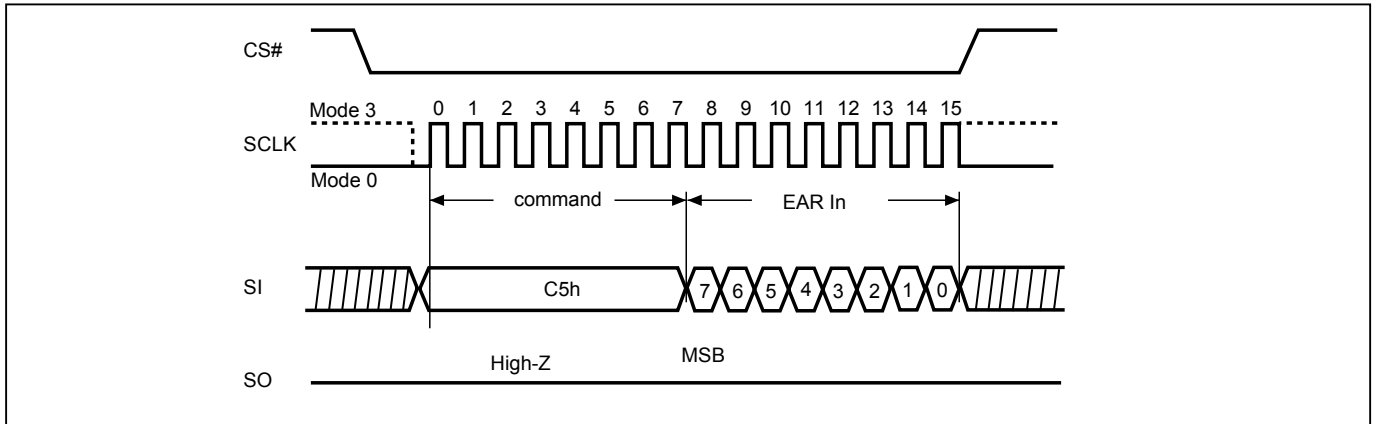 CS#
Mode 3
0 1 2 3 4 5 6 7 8 9 10 11 12 13 14 15
SCLK
Mode 0
command
EAR In
SI
C5h
7 6 5 4 3 2 1 0
High-Z
MSB
SO